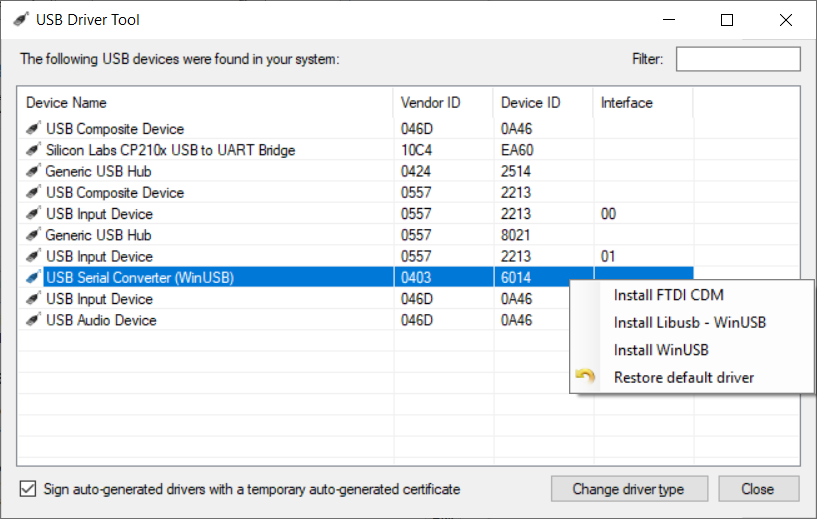 USB Driver Tool
The following USB devices were found in your system: Filter:
Device Name Vendor ID Device ID Interface
USB Composite Device 046D 0A46
Silicon Labs CP210x USB to UART Bridge 10C4 EA60
Generic USB Hub 0424 2514
USB Composite Device 0557 2213
USB Input Device 0557 2213 00
Generic USB Hub 0557 8021
USB Input Device 0557 2213 01
USB Serial Converter (WinUSB) 0403 6014
USB Input Device 046D 0A46
USB Audio Device 046D 0A46
Install FTDI CDM
Install Libusb - WinUSB
Install WinUSB
Restore default driver
Sign auto-generated drivers with a temporary auto-generated certificate Change driver type Close